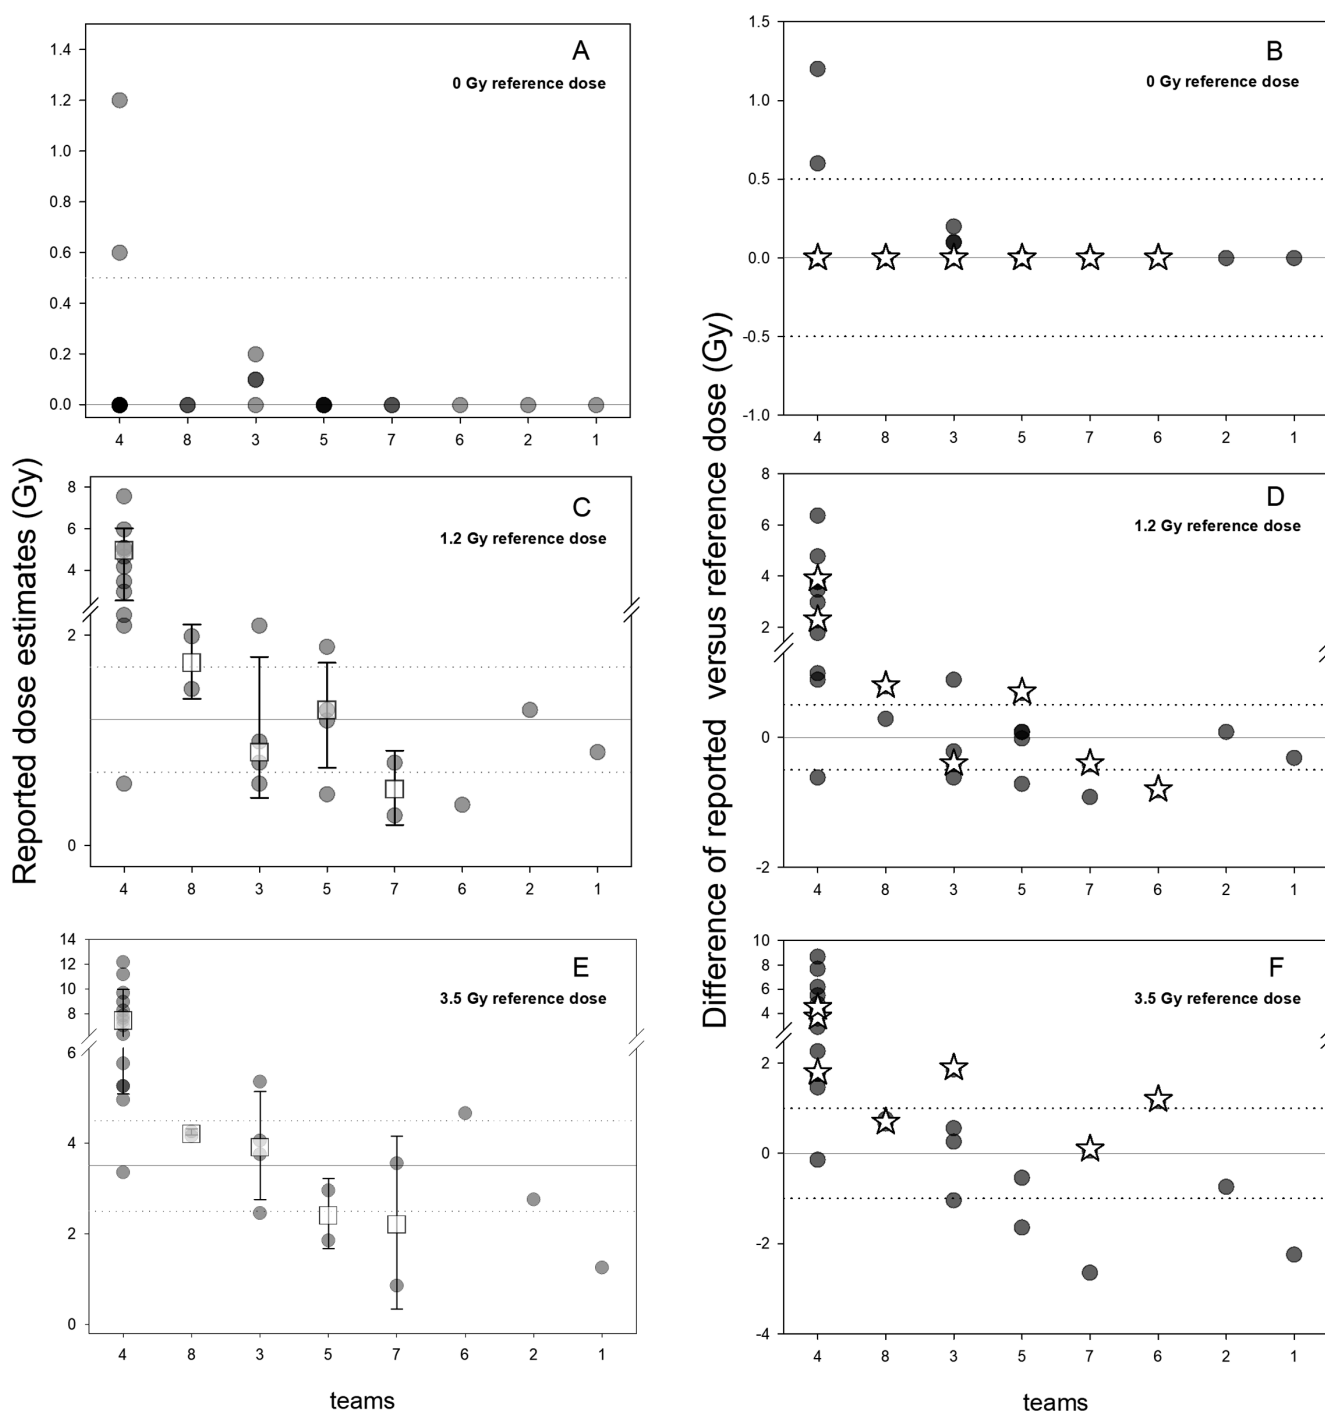 Reported dose estimates (Gy)
A
0 Gy reference dose
1.4
1.2
1.0
0.8
0.6
0.4
0.2
0.0
4 8 3 5 7 6 2 1
C
1.2 Gy reference dose
8
6
4
2
0
4 8 3 5 7 6 2 1
E
3.5 Gy reference dose
14
12
10
8
6
4
2
0
4 8 3 5 7 6 2 1
teams
Difference of reported versus reference dose (Gy)
B
0 Gy reference dose
1.5
1.0
0.5
0.0
-0.5
-1.0
4 8 3 5 7 6 2 1
D
1.2 Gy reference dose
8
6
4
2
0
-2
4 8 3 5 7 6 2 1
F
3.5 Gy reference dose
10
8
6
4
2
0
-2
-4
4 8 3 5 7 6 2 1
teams